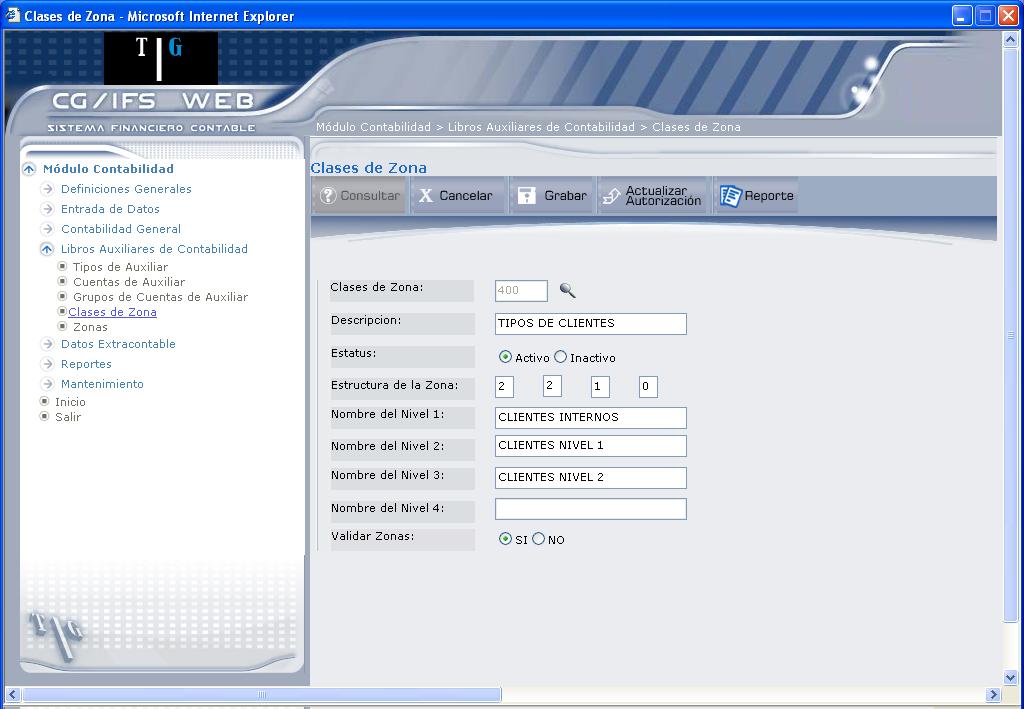 Clases de Zona - Microsoft Internet Explorer
T G
CG/IFS WEB
SISTEMA FINANCIERO CONTABLE
Módulo Contabilidad > Libros Auxiliares de Contabilidad > Clases de Zona
Módulo Contabilidad
Definiciones Generales
Entrada de Datos
Contabilidad General
Libros Auxiliares de Contabilidad
Tipos de Auxiliar
Cuentas de Auxiliar
Grupos de Cuentas de Auxiliar
Clases de Zona
Zonas
Datos Extracontable
Reportes
Mantenimiento
Inicio
Salir
T G
Clases de Zona
Consultar Cancelar Grabar Actualizar Autorización Reporte
Clases de Zona: 400
Descripcion: TIPOS DE CLIENTES
Estatus: Activo Inactivo
Estructura de la Zona: 2 2 1 0
Nombre del Nivel 1: CLIENTES INTERNOS
Nombre del Nivel 2: CLIENTES NIVEL 1
Nombre del Nivel 3: CLIENTES NIVEL 2
Nombre del Nivel 4:
Validar Zonas: SI NO